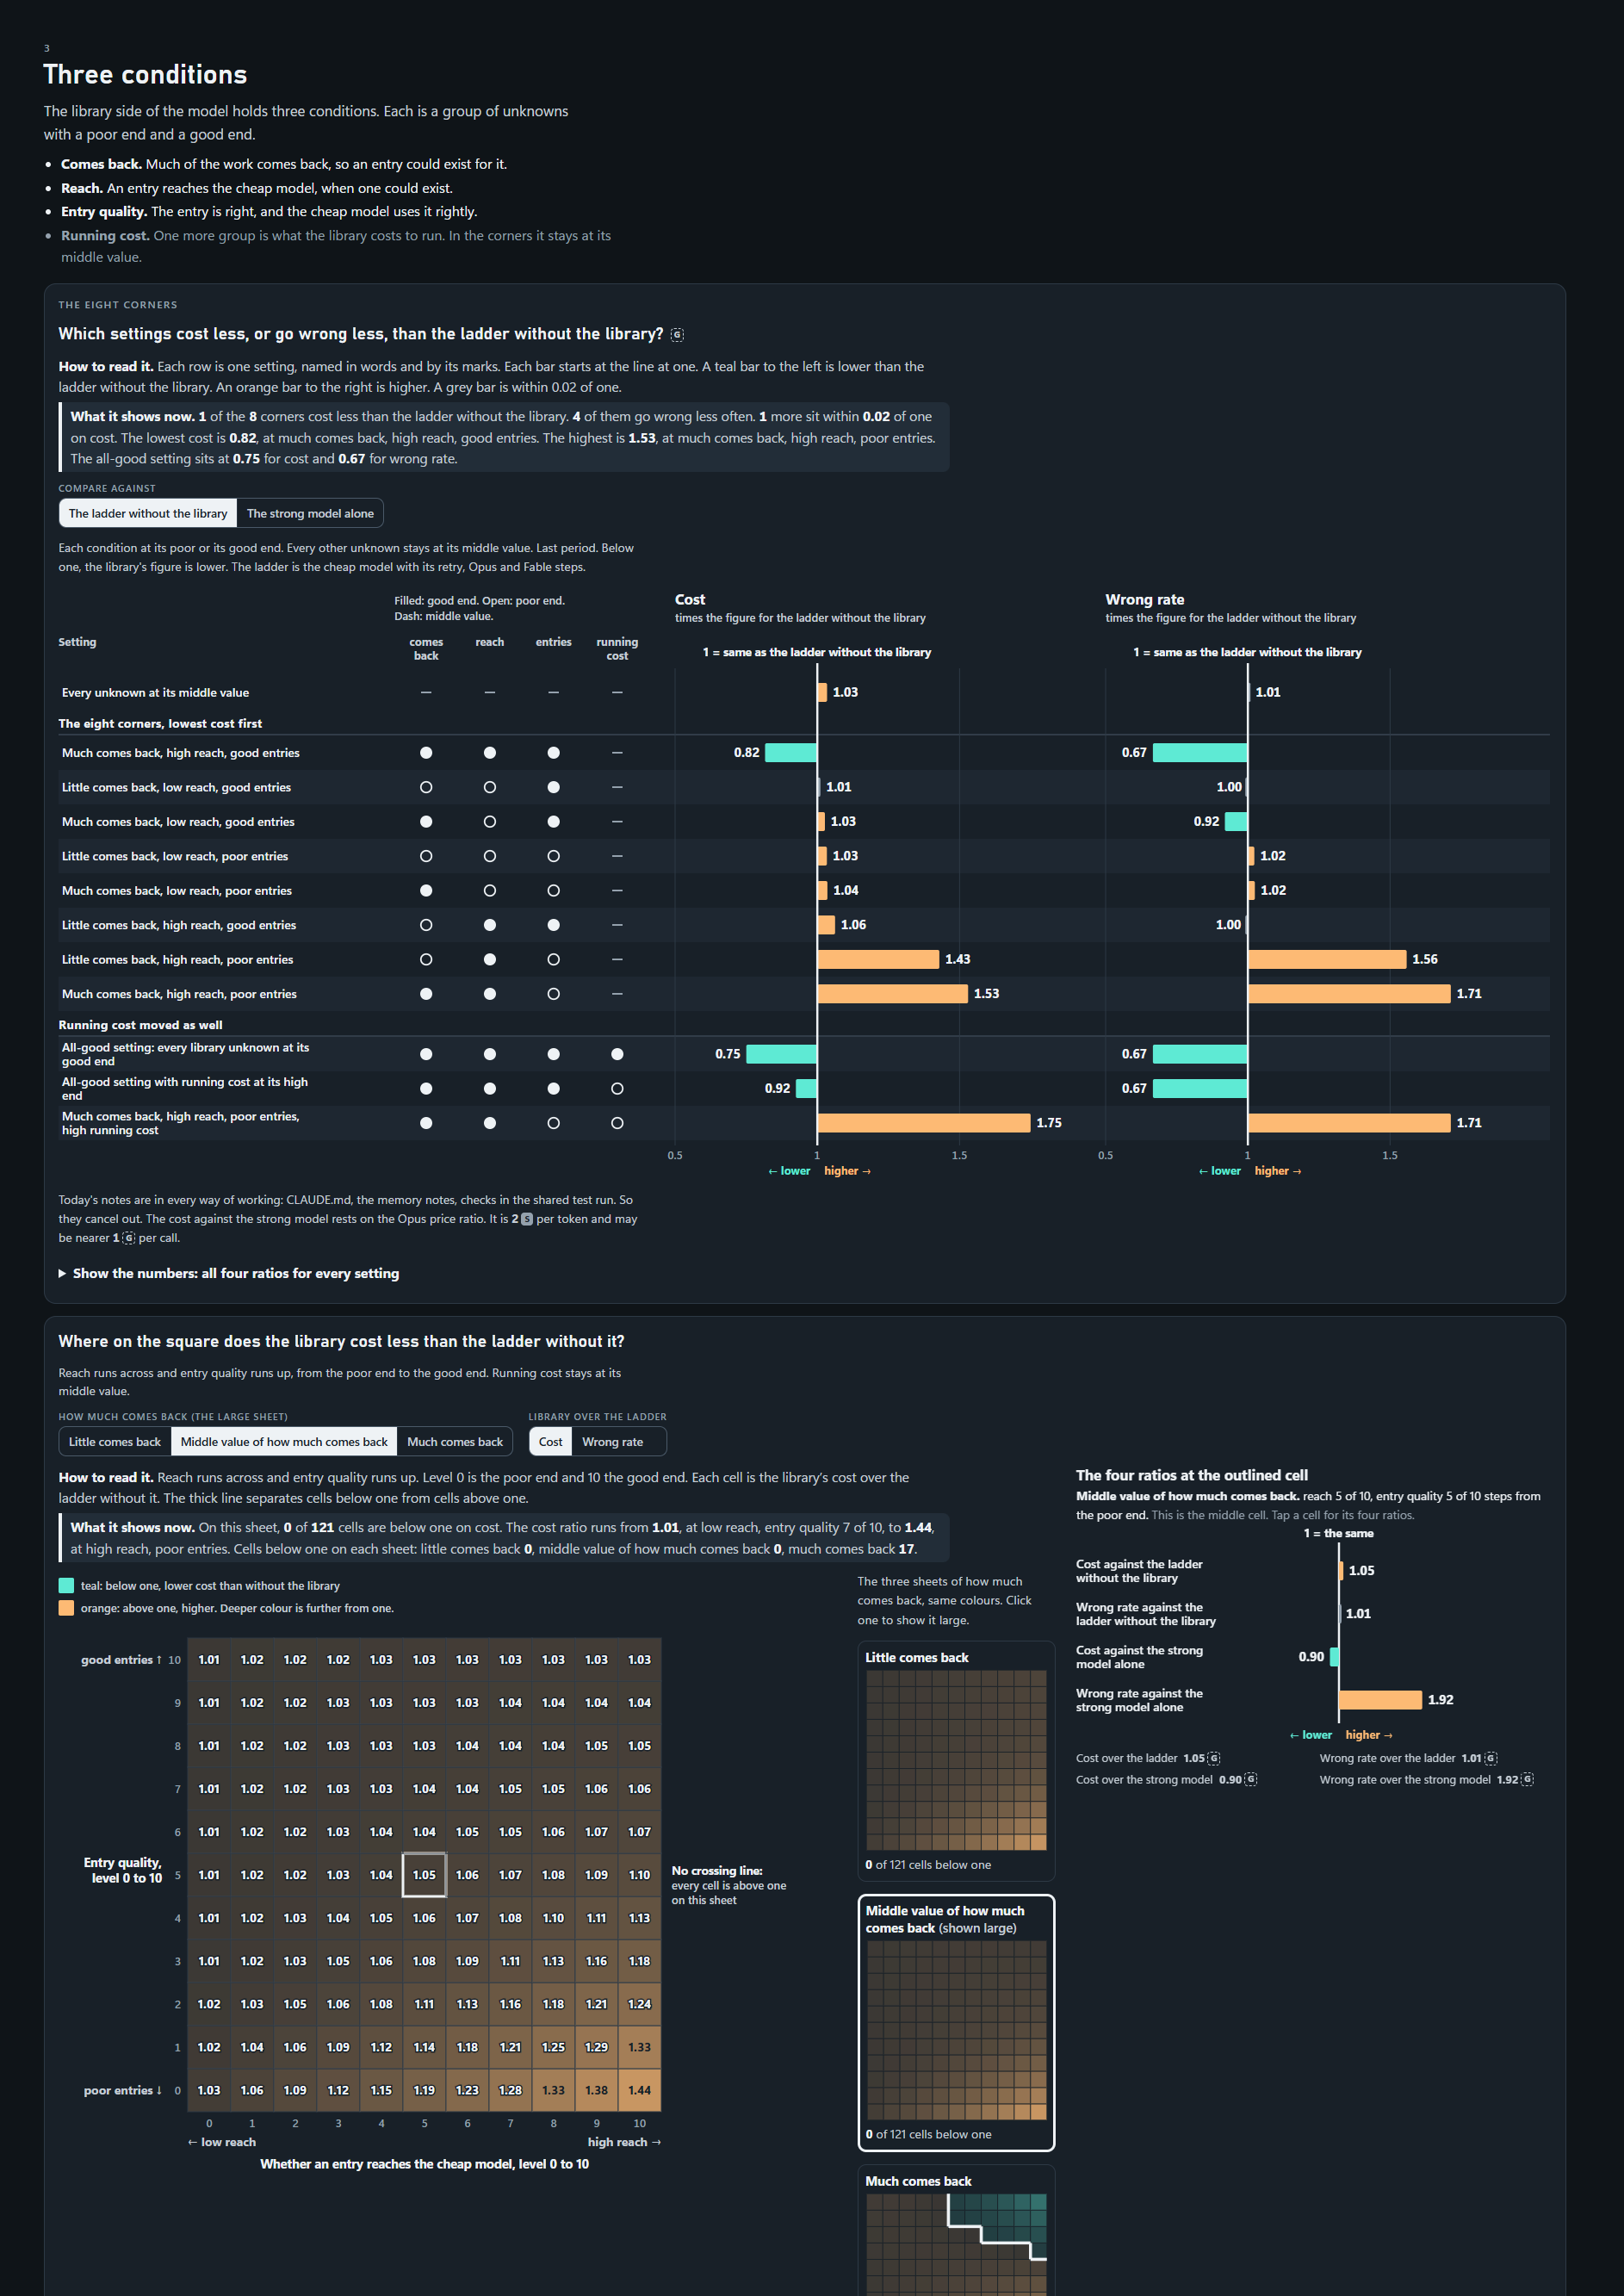 3
Three conditions
The library side of the model holds three conditions. Each is a group of unknowns
with a poor end and a good end.
• Comes back. Much of the work comes back, so an entry could exist for it.
• Reach. An entry reaches the cheap model, when one could exist.
• Entry quality. The entry is right, and the cheap model uses it rightly.
• Running cost. One more group is what the library costs to run. In the corners it stays at its
middle value.
THE EIGHT CORNERS
Which settings cost less, or go wrong less, than the ladder without the library? G
How to read it. Each row is one setting, named in words and by its marks. Each bar starts at the line at one. A teal bar to the left is lower than the
ladder without the library. An orange bar to the right is higher. A grey bar is within 0.02 of one.
What it shows now. 1 of the 8 corners cost less than the ladder without the library. 4 of them go wrong less often. 1 more sit within 0.02 of one
on cost. The lowest cost is 0.82, at much comes back, high reach, good entries. The highest is 1.53, at much comes back, high reach, poor entries.
The all-good setting sits at 0.75 for cost and 0.67 for wrong rate.
COMPARE AGAINST
The ladder without the library The strong model alone
Each condition at its poor or its good end. Every other unknown stays at its middle value. Last period. Below
one, the library's figure is lower. The ladder is the cheap model with its retry, Opus and Fable steps.
Filled: good end. Open: poor end.
Dash: middle value.
Cost
times the figure for the ladder without the library
Wrong rate
times the figure for the ladder without the library
Setting
comes back
reach
entries
running cost
1 = same as the ladder without the library
1 = same as the ladder without the library
Every unknown at its middle value — — — — 1.03 1.01
The eight corners, lowest cost first
Much comes back, high reach, good entries — 0.82 0.67
Little comes back, low reach, good entries — 1.01 1.00
Much comes back, low reach, good entries — 1.03 0.92
Little comes back, low reach, poor entries — 1.03 1.02
Much comes back, low reach, poor entries — 1.04 1.02
Little comes back, high reach, good entries — 1.06 1.00
Little comes back, high reach, poor entries — 1.43 1.56
Much comes back, high reach, poor entries — 1.53 1.71
Running cost moved as well
All-good setting: every library unknown at its
good end 0.75 0.67
All-good setting with running cost at its high
end 0.92 0.67
Much comes back, high reach, poor entries,
high running cost 1.75 1.71
0.5 1 1.5 0.5 1 1.5
← lower higher → ← lower higher →
Today's notes are in every way of working: CLAUDE.md, the memory notes, checks in the shared test run. So
they cancel out. The cost against the strong model rests on the Opus price ratio. It is 2 S per token and may
be nearer 1 G per call.
▶ Show the numbers: all four ratios for every setting
Where on the square does the library cost less than the ladder without it?
Reach runs across and entry quality runs up, from the poor end to the good end. Running cost stays at its
middle value.
HOW MUCH COMES BACK (THE LARGE SHEET) LIBRARY OVER THE LADDER
Little comes back Middle value of how much comes back Much comes back Cost Wrong rate
How to read it. Reach runs across and entry quality runs up. Level 0 is the poor end and 10 the good end. Each cell is the library's cost over the
ladder without it. The thick line separates cells below one from cells above one.
What it shows now. On this sheet, 0 of 121 cells are below one on cost. The cost ratio runs from 1.01, at low reach, entry quality 7 of 10, to 1.44,
at high reach, poor entries. Cells below one on each sheet: little comes back 0, middle value of how much comes back 0, much comes back 17.
teal: below one, lower cost than without the library
orange: above one, higher. Deeper colour is further from one.
good entries ↑ 10 1.01 1.02 1.02 1.02 1.03 1.03 1.03 1.03 1.03 1.03 1.03
9 1.01 1.02 1.02 1.03 1.03 1.03 1.03 1.04 1.04 1.04 1.04
8 1.01 1.02 1.02 1.03 1.03 1.03 1.04 1.04 1.04 1.05 1.05
7 1.01 1.02 1.02 1.03 1.03 1.04 1.04 1.05 1.05 1.06 1.06
6 1.01 1.02 1.02 1.03 1.04 1.04 1.05 1.05 1.06 1.07 1.07
Entry quality,
level 0 to 10
5 1.01 1.02 1.02 1.03 1.04 1.05 1.06 1.07 1.08 1.09 1.10
4 1.01 1.02 1.03 1.04 1.05 1.06 1.07 1.08 1.10 1.11 1.13
3 1.01 1.02 1.03 1.05 1.06 1.08 1.09 1.11 1.13 1.16 1.18
2 1.02 1.03 1.05 1.06 1.08 1.11 1.13 1.16 1.18 1.21 1.24
1 1.02 1.04 1.06 1.09 1.12 1.14 1.18 1.21 1.25 1.29 1.33
poor entries ↓ 0 1.03 1.06 1.09 1.12 1.15 1.19 1.23 1.28 1.33 1.38 1.44
0 1 2 3 4 5 6 7 8 9 10
← low reach high reach →
Whether an entry reaches the cheap model, level 0 to 10
No crossing line:
every cell is above one
on this sheet
The three sheets of how much
comes back, same colours. Click
one to show it large.
Little comes back
0 of 121 cells below one
Middle value of how much
comes back (shown large)
0 of 121 cells below one
Much comes back
The four ratios at the outlined cell
Middle value of how much comes back. reach 5 of 10, entry quality 5 of 10 steps from
the poor end. This is the middle cell. Tap a cell for its four ratios.
1 = the same
Cost against the ladder
without the library 1.05
Wrong rate against the
ladder without the library 1.01
Cost against the strong
model alone 0.90
Wrong rate against the
strong model alone 1.92
← lower higher →
Cost over the ladder 1.05 G Wrong rate over the ladder 1.01 G
Cost over the strong model 0.90 G Wrong rate over the strong model 1.92 G